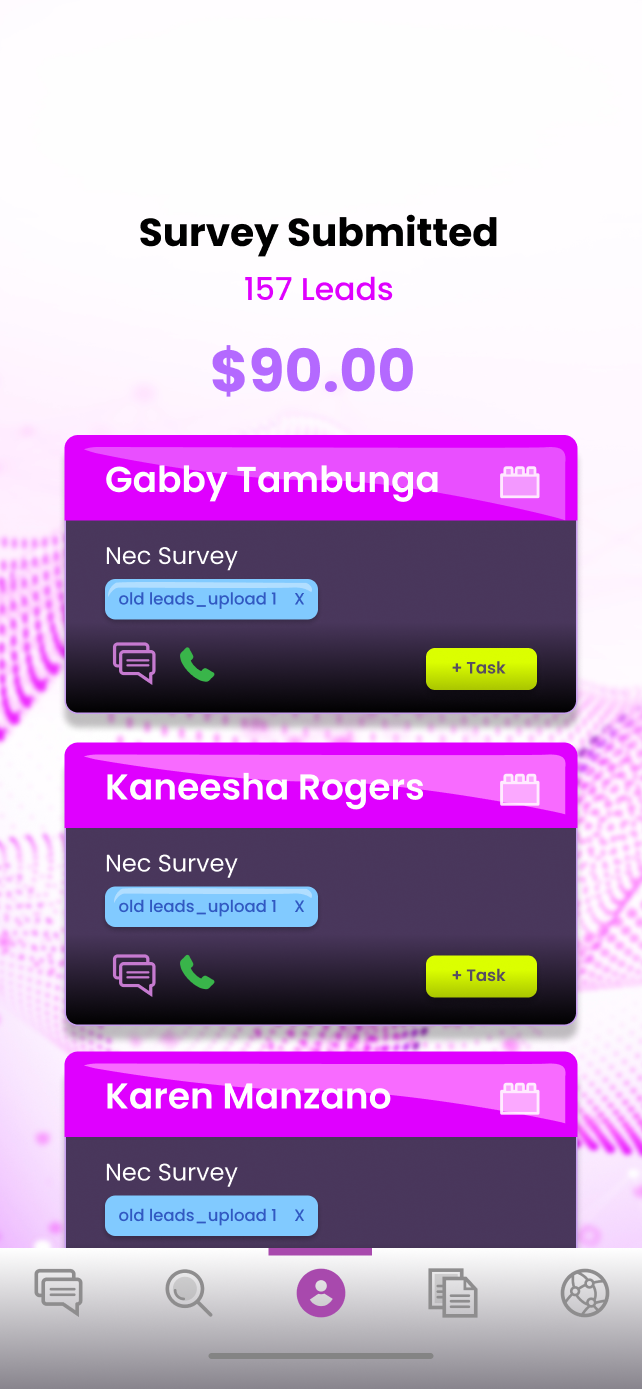 Survey Submitted
157 Leads
$90.00
Gabby Tambunga
Nec Survey
old leads_upload 1 X
+ Task
Kaneesha Rogers
Nec Survey
old leads_upload 1 X
+ Task
Karen Manzano
Nec Survey
old leads_upload 1 X